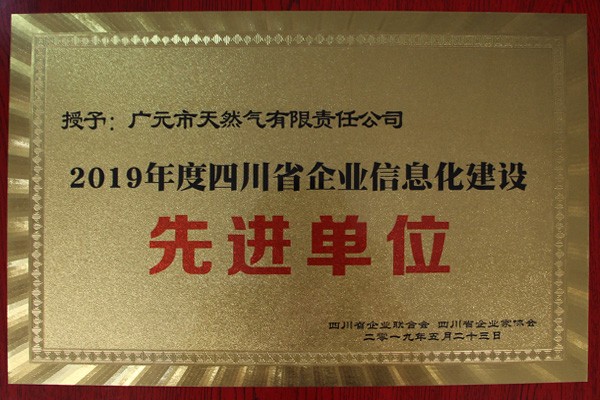 授予：广元市天然气有限责任公司
2019年度四川省企业信息化建设
先进单位
四川省企业联合会 四川省企业家协会
二零一九年五月二十三日